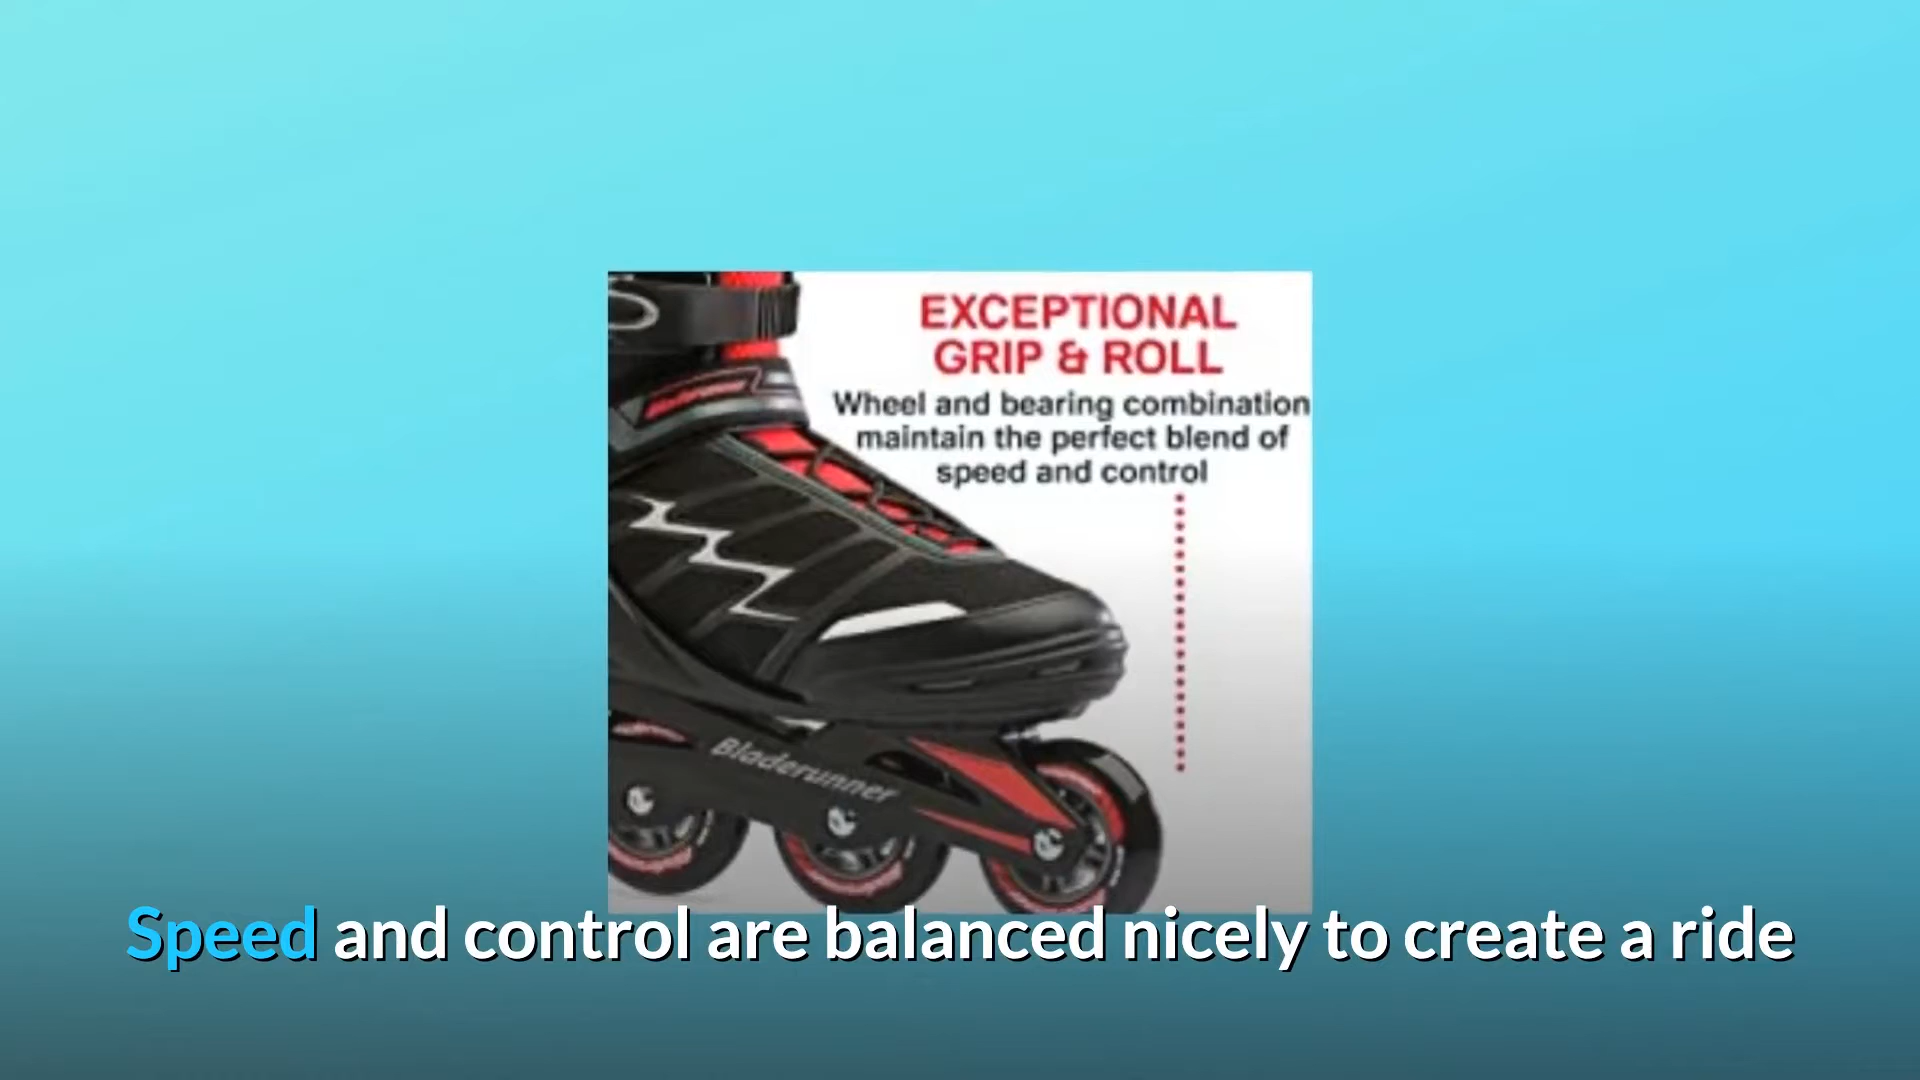 EXCEPTIONAL
GRIP & ROLL
Wheel and bearing combination
maintain the perfect blend of
speed and control
Bladerunner
Speed and control are balanced nicely to create a ride